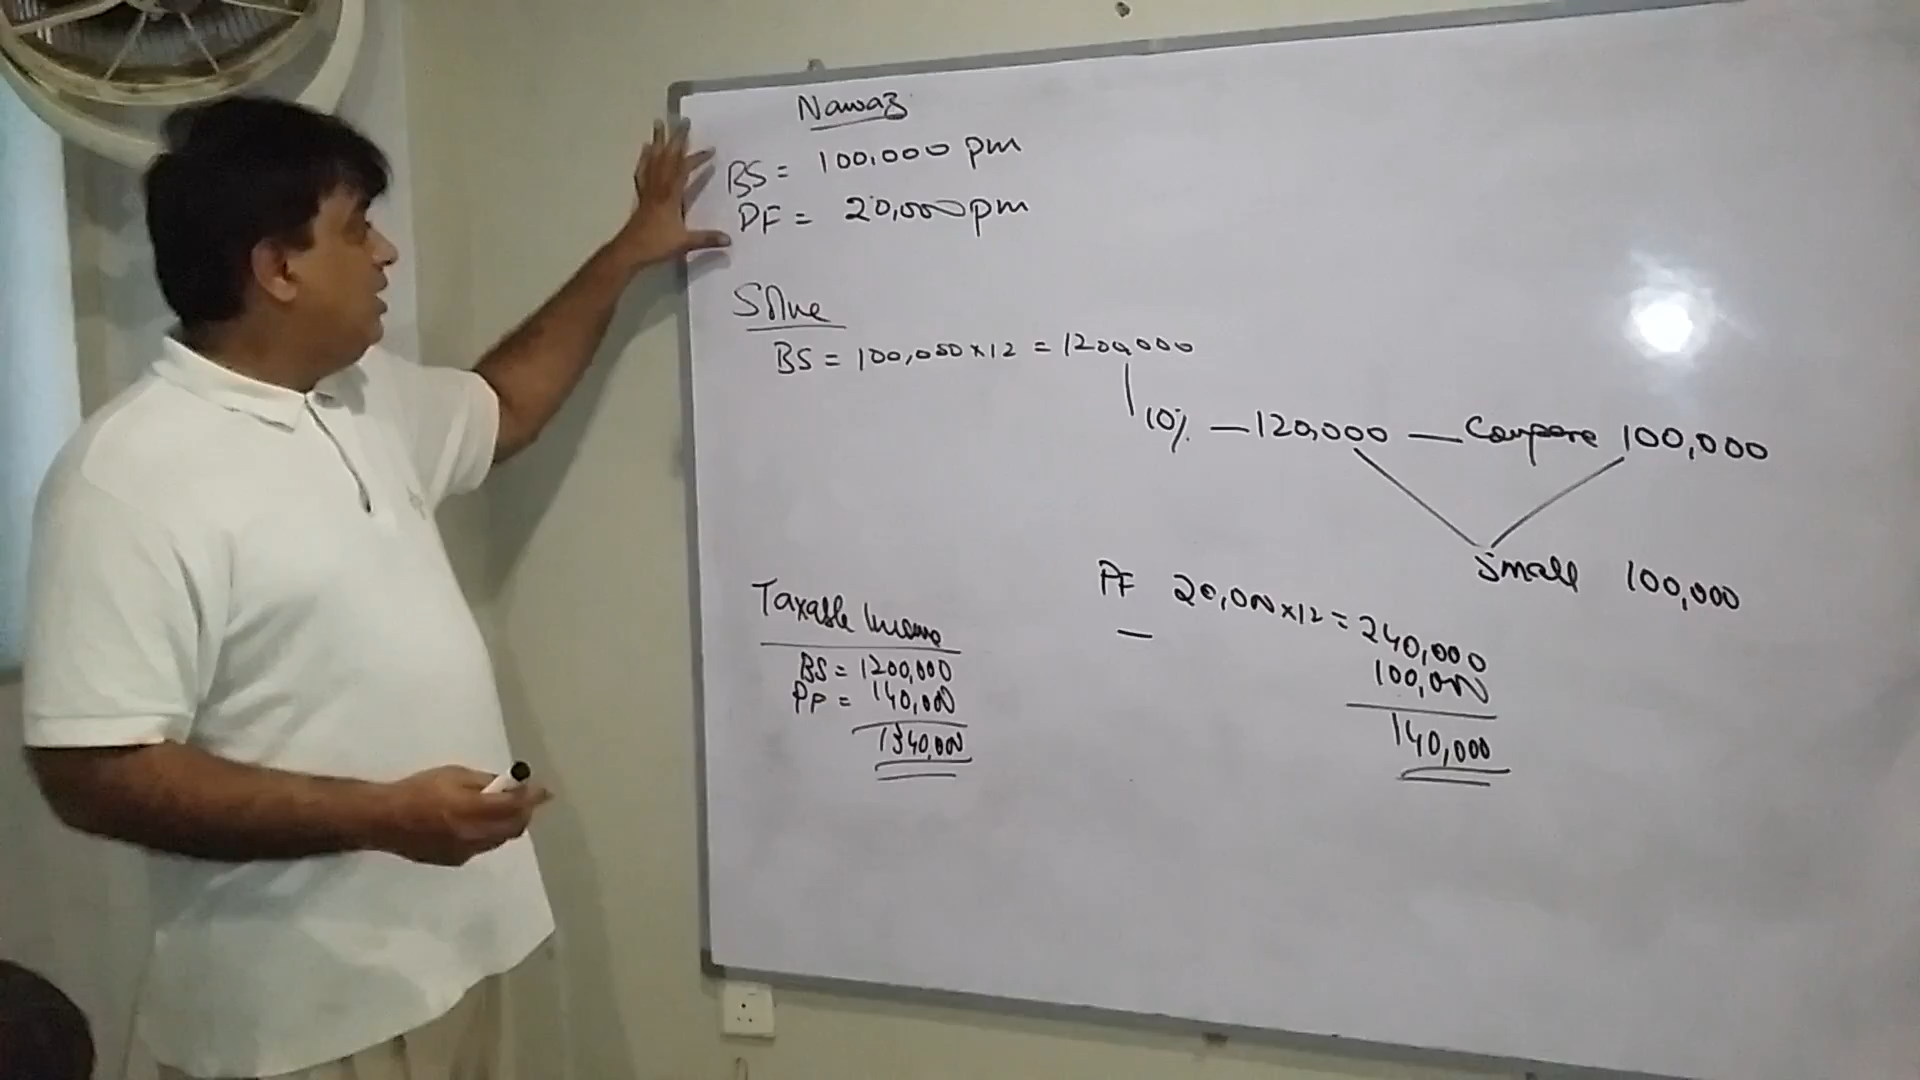 Nawaz
BS = 100,000 pm
PF = 20,000 pm
Solve
BS = 100,000 x 12 = 1200,000
10% — 120,000 — Compare 100,000
Small 100,000
PF 20,000 x 12 = 240,000
100,000
140,000
Taxable Income
BS = 1200,000
PF = 140,000
1340,000